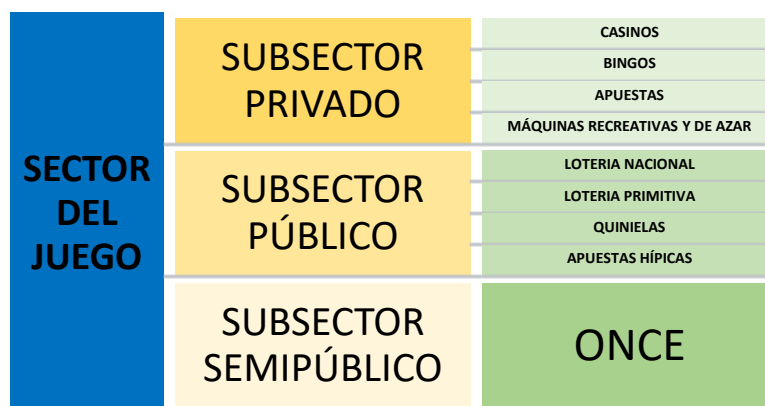 SECTOR
DEL
JUEGO
SUBSECTOR
PRIVADO
CASINOS
BINGOS
APUESTAS
MÁQUINAS RECREATIVAS Y DE AZAR
SUBSECTOR
PÚBLICO
LOTERIA NACIONAL
LOTERIA PRIMITIVA
QUINIELAS
APUESTAS HÍPICAS
SUBSECTOR
SEMIPÚBLICO
ONCE